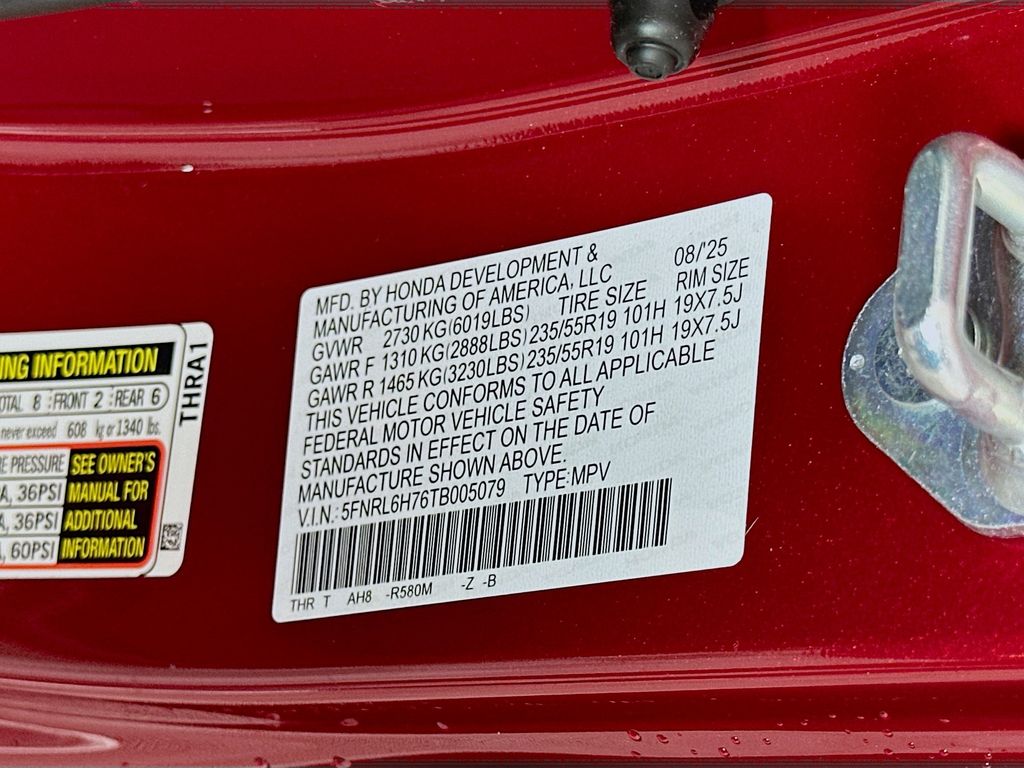 MFD. BY HONDA DEVELOPMENT & 08/'25
MANUFACTURING OF AMERICA, LLC
GVWR 2730 KG(6019LBS) TIRE SIZE RIM SIZE
GAWR F 1310 KG(2888LBS) 235/55R19 101H 19X7.5J
GAWR R 1465 KG(3230LBS) 235/55R19 101H 19X7.5J
THIS VEHICLE CONFORMS TO ALL APPLICABLE
FEDERAL MOTOR VEHICLE SAFETY
STANDARDS IN EFFECT ON THE DATE OF
MANUFACTURE SHOWN ABOVE.
V.I.N.: 5FNRL6H76TB005079 TYPE:MPV
THR T AH8 -R580M -Z -B
INFORMATION
8 FRONT 2 REAR 6
never exceed 608 kg or 1340 lbs.
PRESSURE SEE OWNER'S
36PSI MANUAL FOR
36PSI ADDITIONAL
60PSI INFORMATION
THRA1